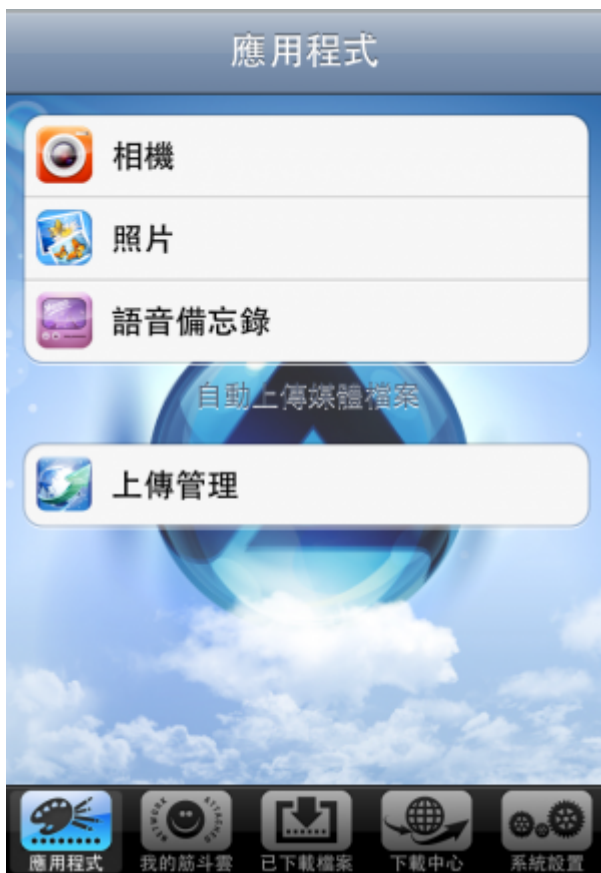 應用程式
相機
照片
語音備忘錄
自動上傳媒體檔案
上傳管理
NETWORK ATTACHED
應用程式
我的筋斗雲
已下載檔案
下載中心
系統設置